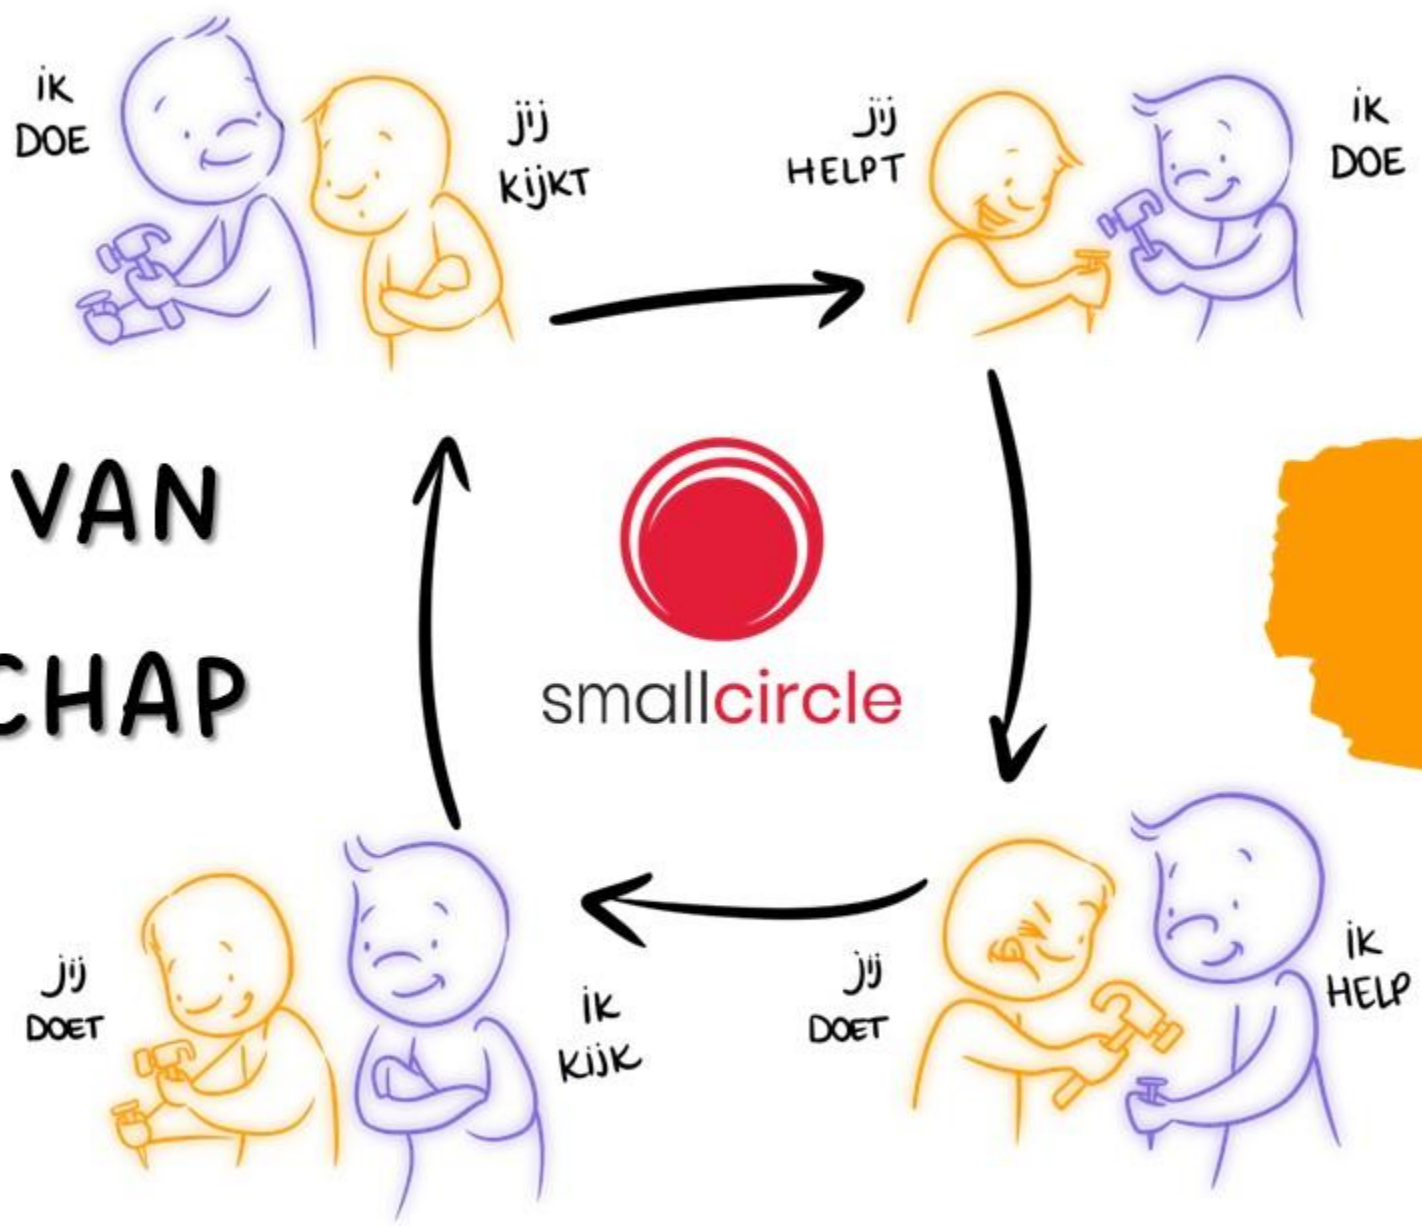 ik
DOE
jij
kijkt
jij
HELPT
ik
DOE
VAN
CHAP
smallcircle
jij
DOET
ik
kijk
jij
DOET
ik
HELP